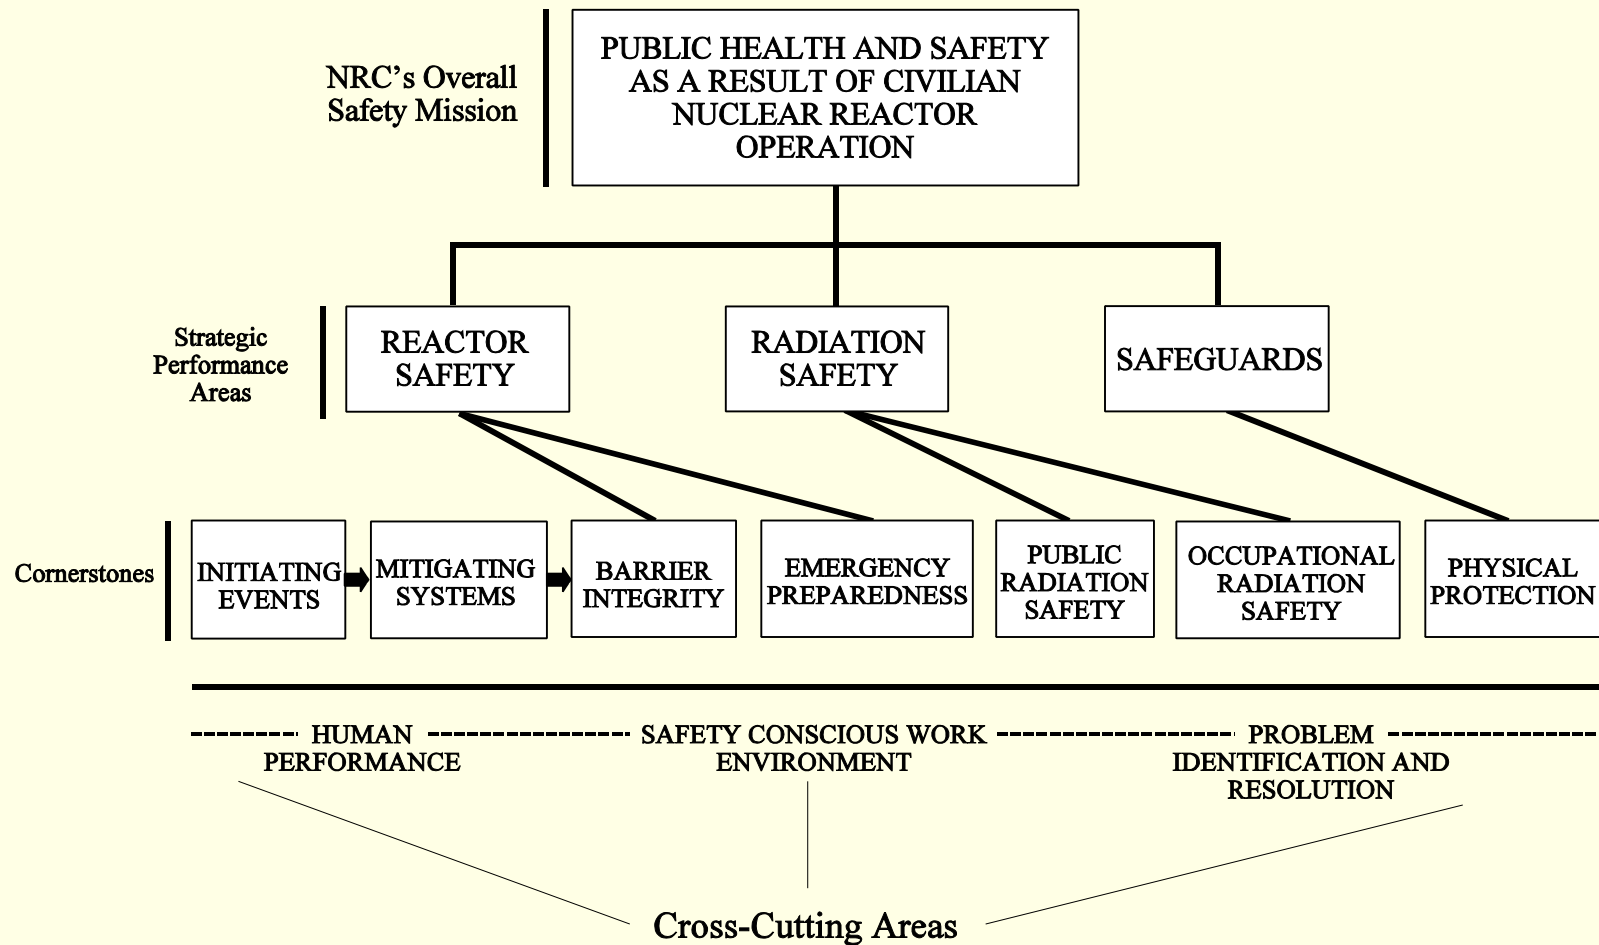 PUBLIC HEALTH AND SAFETY
AS A RESULT OF CIVILIAN
NUCLEAR REACTOR
OPERATION
NRC’s Overall
Safety Mission
Strategic
Performance
Areas
REACTOR
SAFETY
RADIATION
SAFETY
SAFEGUARDS
Cornerstones
INITIATING
EVENTS
MITIGATING
SYSTEMS
BARRIER
INTEGRITY
EMERGENCY
PREPAREDNESS
PUBLIC
RADIATION
SAFETY
OCCUPATIONAL
RADIATION
SAFETY
PHYSICAL
PROTECTION
HUMAN
PERFORMANCE
SAFETY CONSCIOUS WORK
ENVIRONMENT
PROBLEM
IDENTIFICATION AND
RESOLUTION
Cross-Cutting Areas